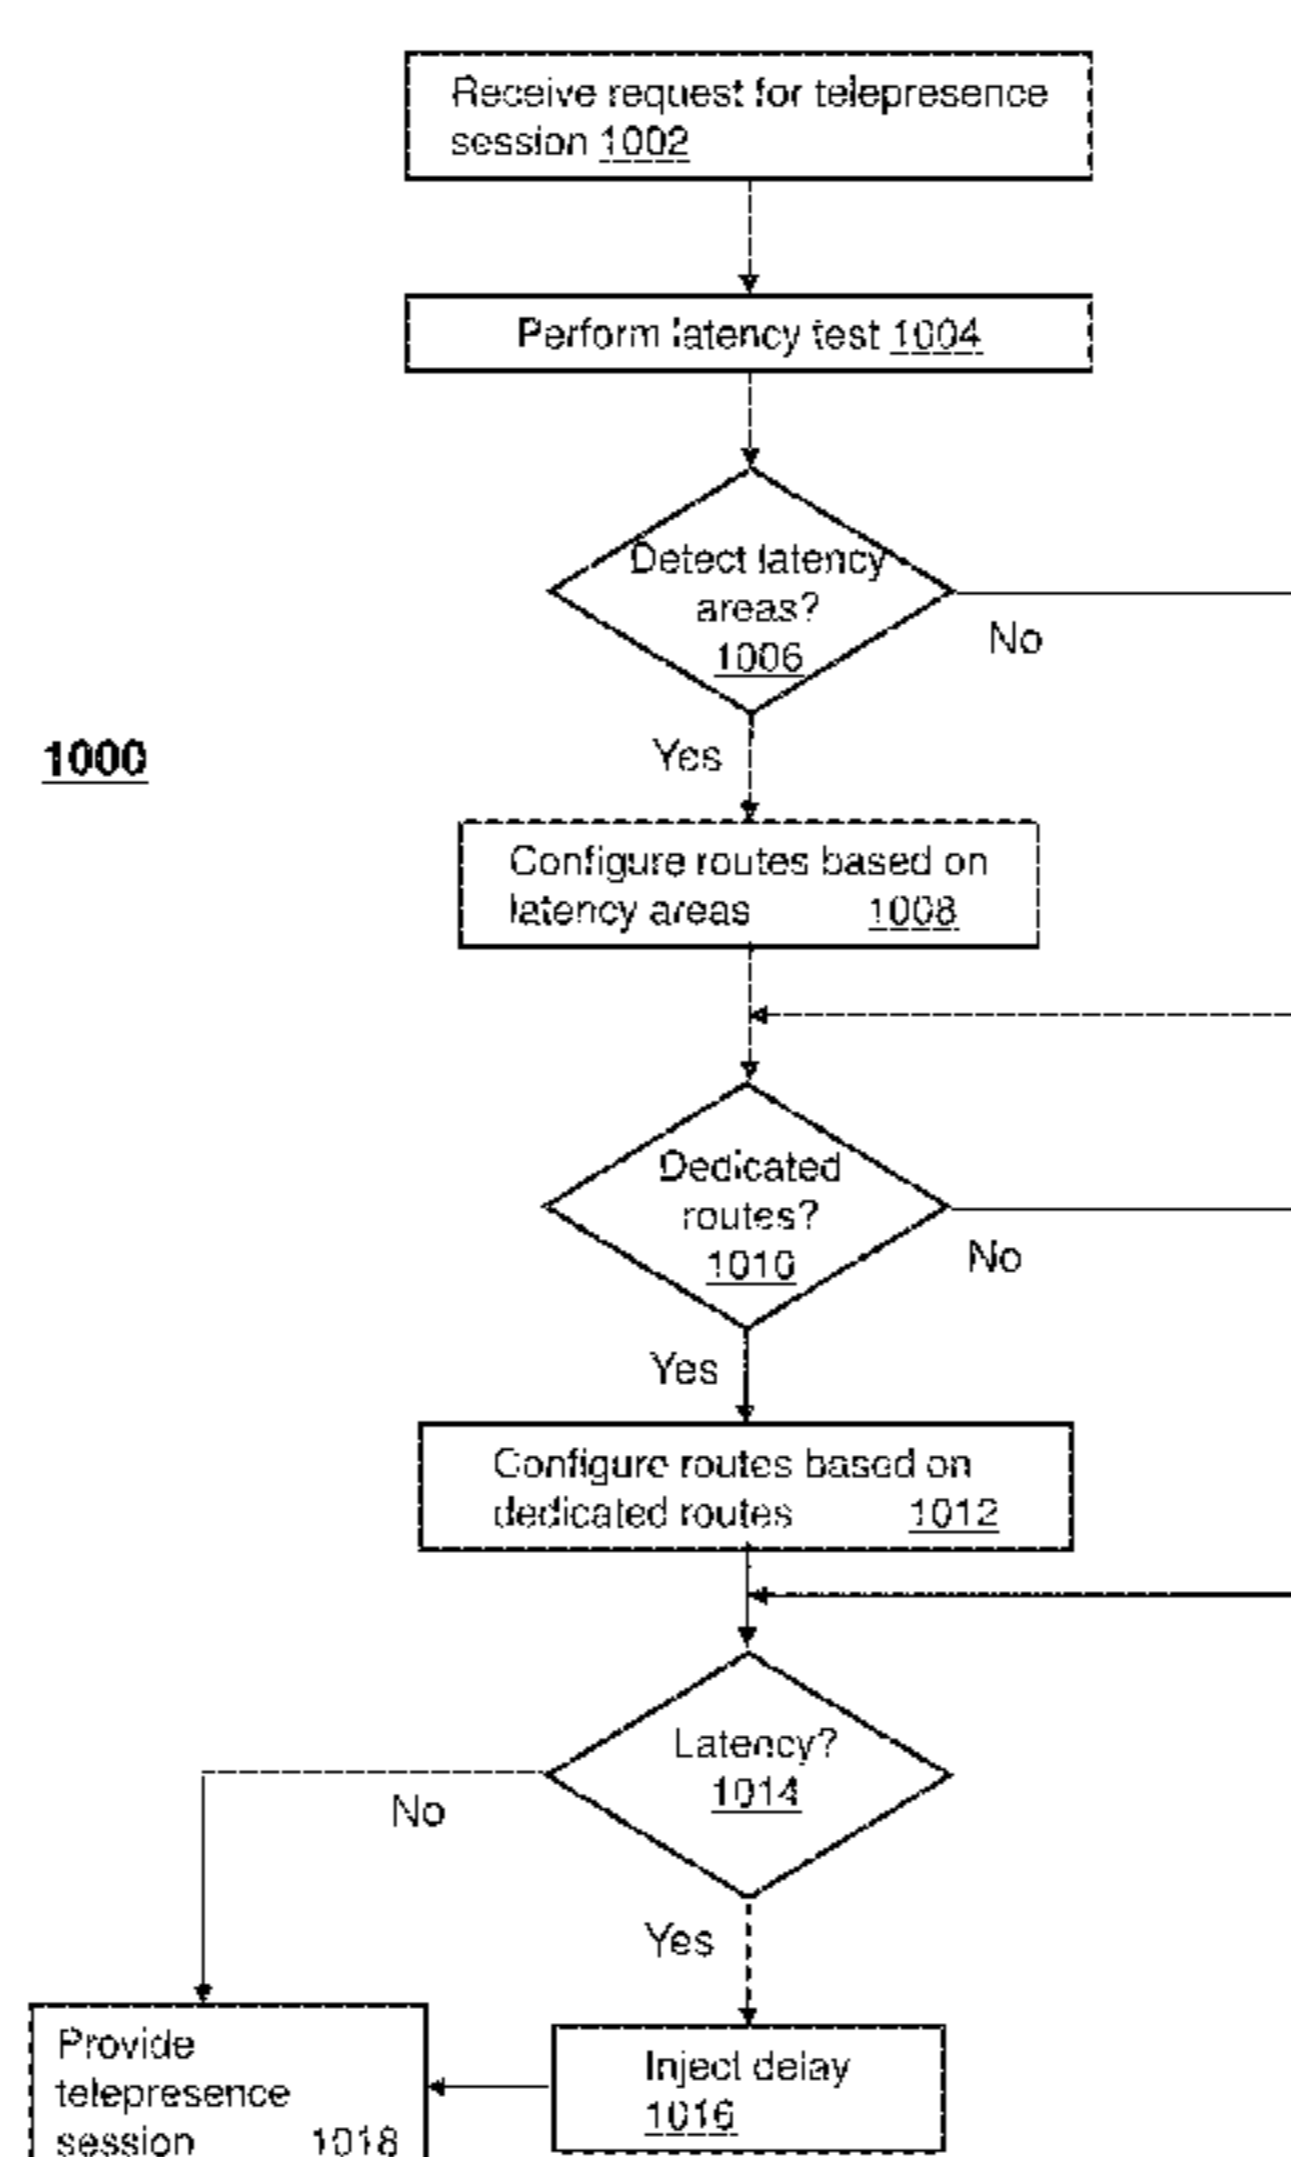 Receive request for telepresence
session 1002
Perform latency test 1004
Detect latency
areas?
1006
No
Yes
1000
Configure routes based on
latency areas 1008
Dedicated
routes?
1010
No
Yes
Configure routes based on
dedicated routes 1012
Latency?
1014
No
Yes
Provide
telepresence
session 1018
Inject delay
1016